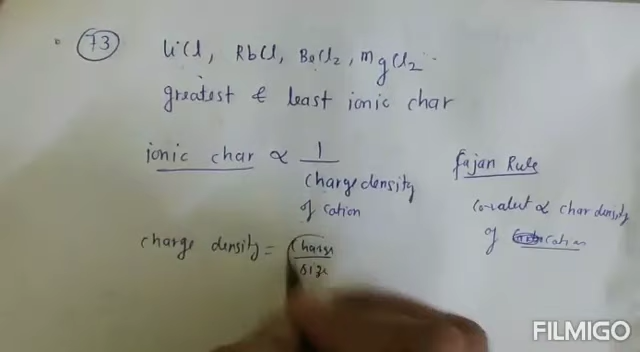 73 LiCl, RbCl, BeCl2, MgCl2
greatest & least ionic char
ionic char ∝ 1
charge density
of cation
Fajan Rule
covalent ∝ char density
of cation
charge density = Charge
size
FILMIGO